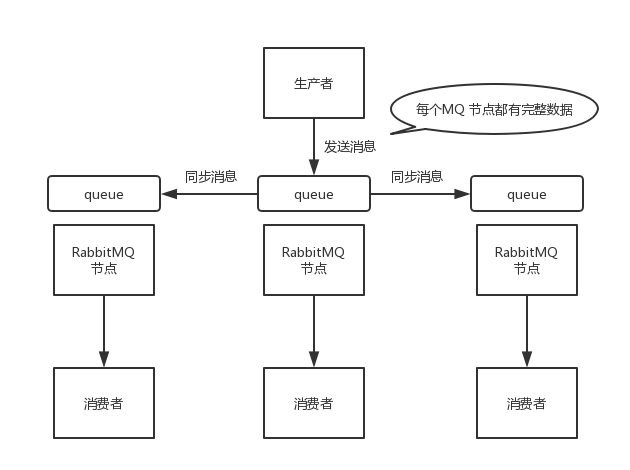 生产者
每个MQ 节点都有完整数据
发送消息
同步消息
同步消息
queue
queue
queue
RabbitMQ
节点
RabbitMQ
节点
RabbitMQ
节点
消费者
消费者
消费者